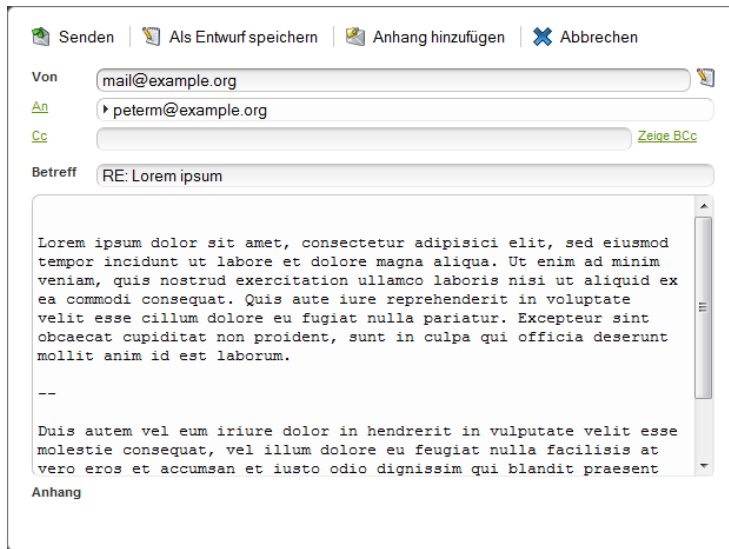 Senden Als Entwurf speichern Anhang hinzufügen Abbrechen
Von mail@example.org
An peterm@example.org
Cc Zeige BCc
Betreff RE: Lorem ipsum
Lorem ipsum dolor sit amet, consectetur adipisici elit, sed eiusmod
tempor incidunt ut labore et dolore magna aliqua. Ut enim ad minim
veniam, quis nostrud exercitation ullamco laboris nisi ut aliquid ex
ea commodi consequat. Quis aute iure reprehenderit in voluptate
velit esse cillum dolore eu fugiat nulla pariatur. Excepteur sint
obcaecat cupiditat non proident, sunt in culpa qui officia deserunt
mollit anim id est laborum.
--
Duis autem vel eum iriure dolor in hendrerit in vulputate velit esse
molestie consequat, vel illum dolore eu feugiat nulla facilisis at
vero eros et accumsan et iusto odio dignissim qui blandit praesent
Anhang